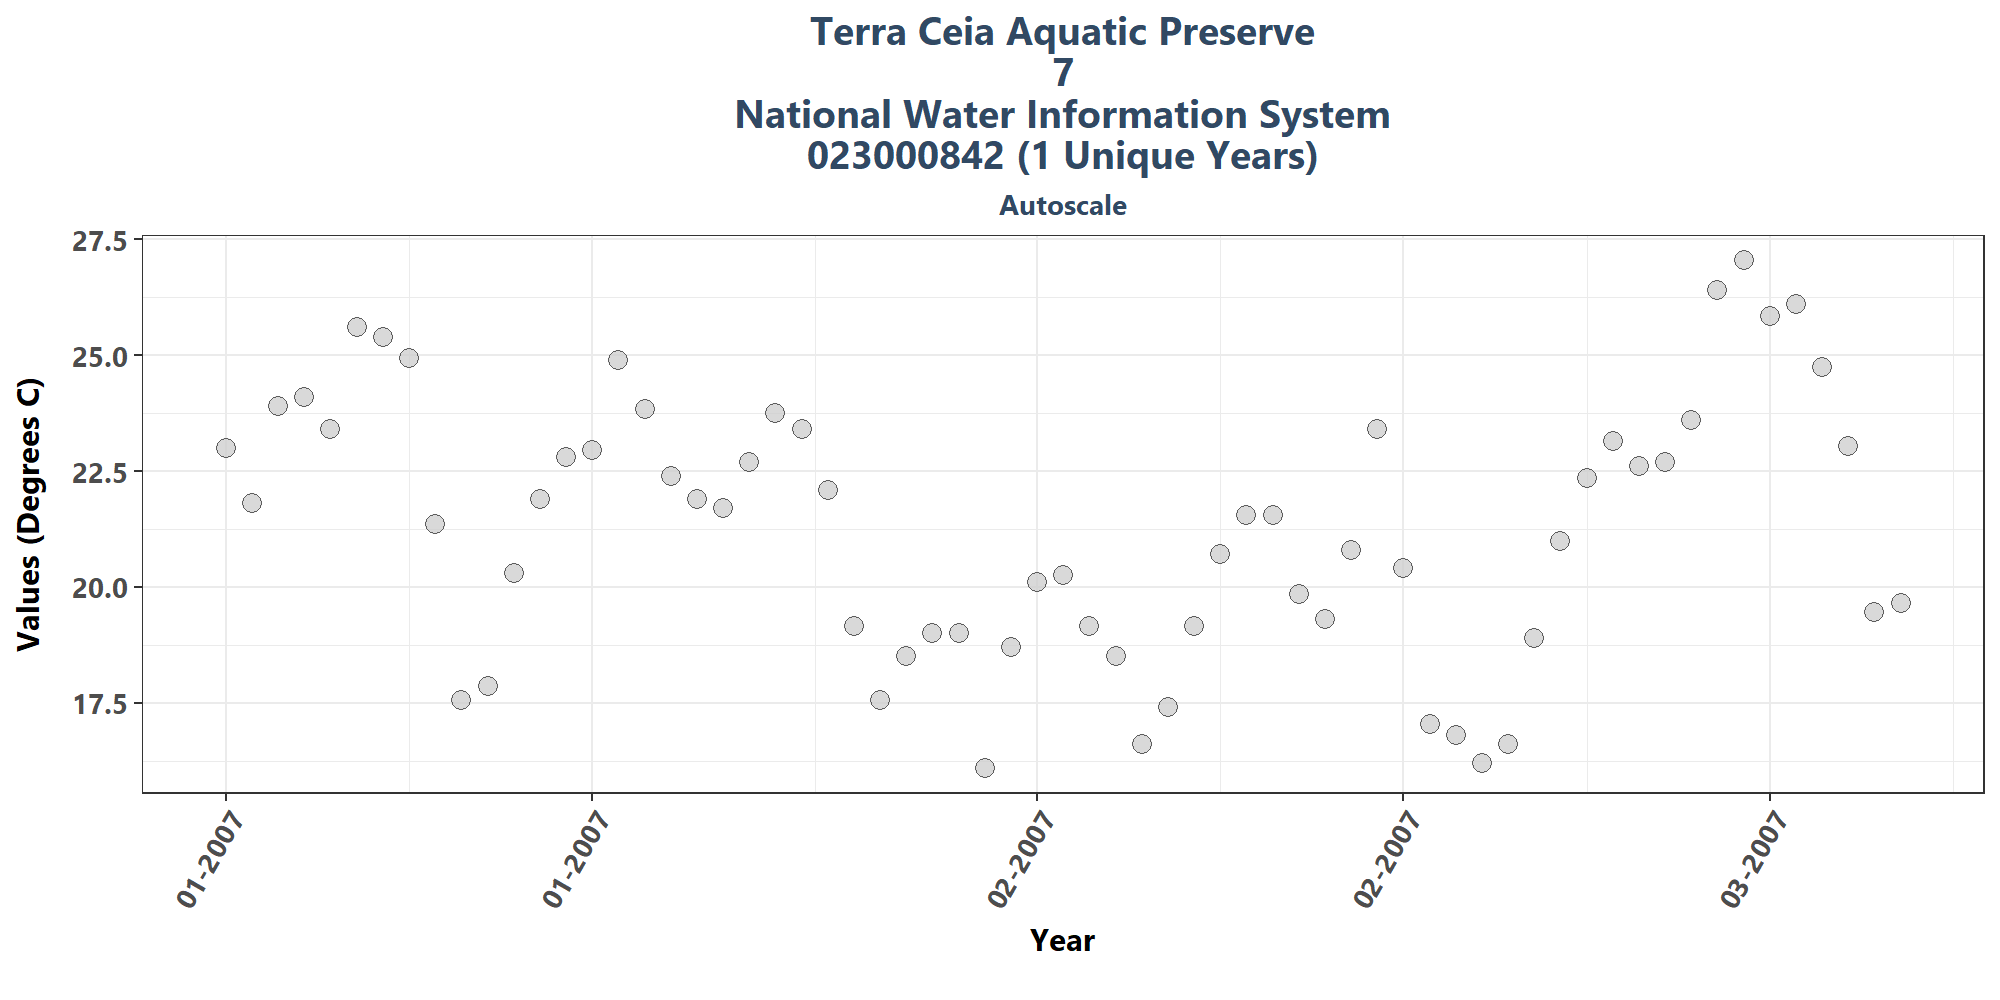 Terra Ceia Aquatic Preserve
7
National Water Information System
023000842 (1 Unique Years)
Autoscale
Values (Degrees C)
27.5
25.0
22.5
20.0
17.5
01-2007
01-2007
02-2007
02-2007
03-2007
Year